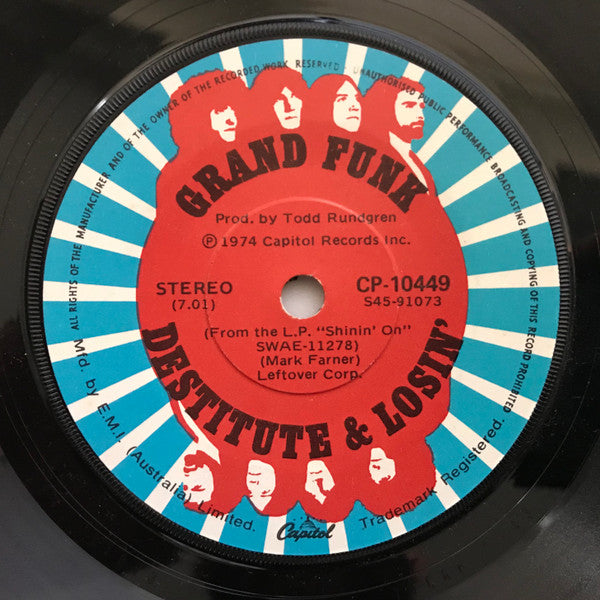 ALL RIGHTS OF THE MANUFACTURER AND OF THE OWNER OF THE RECORDED WORK RESERVED - UNAUTHORISED PUBLIC PERFORMANCE BROADCASTING AND COPYING OF THIS RECORD PROHIBITED
GRAND FUNK
Prod. by Todd Rundgren
Ⓟ 1974 Capitol Records Inc.
STEREO
(7.01)
CP-10449
S45-91073
(From the L.P. "Shinin' On"
SWAE-11278)
(Mark Farner)
Leftover Corp.
DESTITUTE & LOSIN'
Mfd. by E.M.I. (Australia) Limited.
Capitol
Trademark Registered.